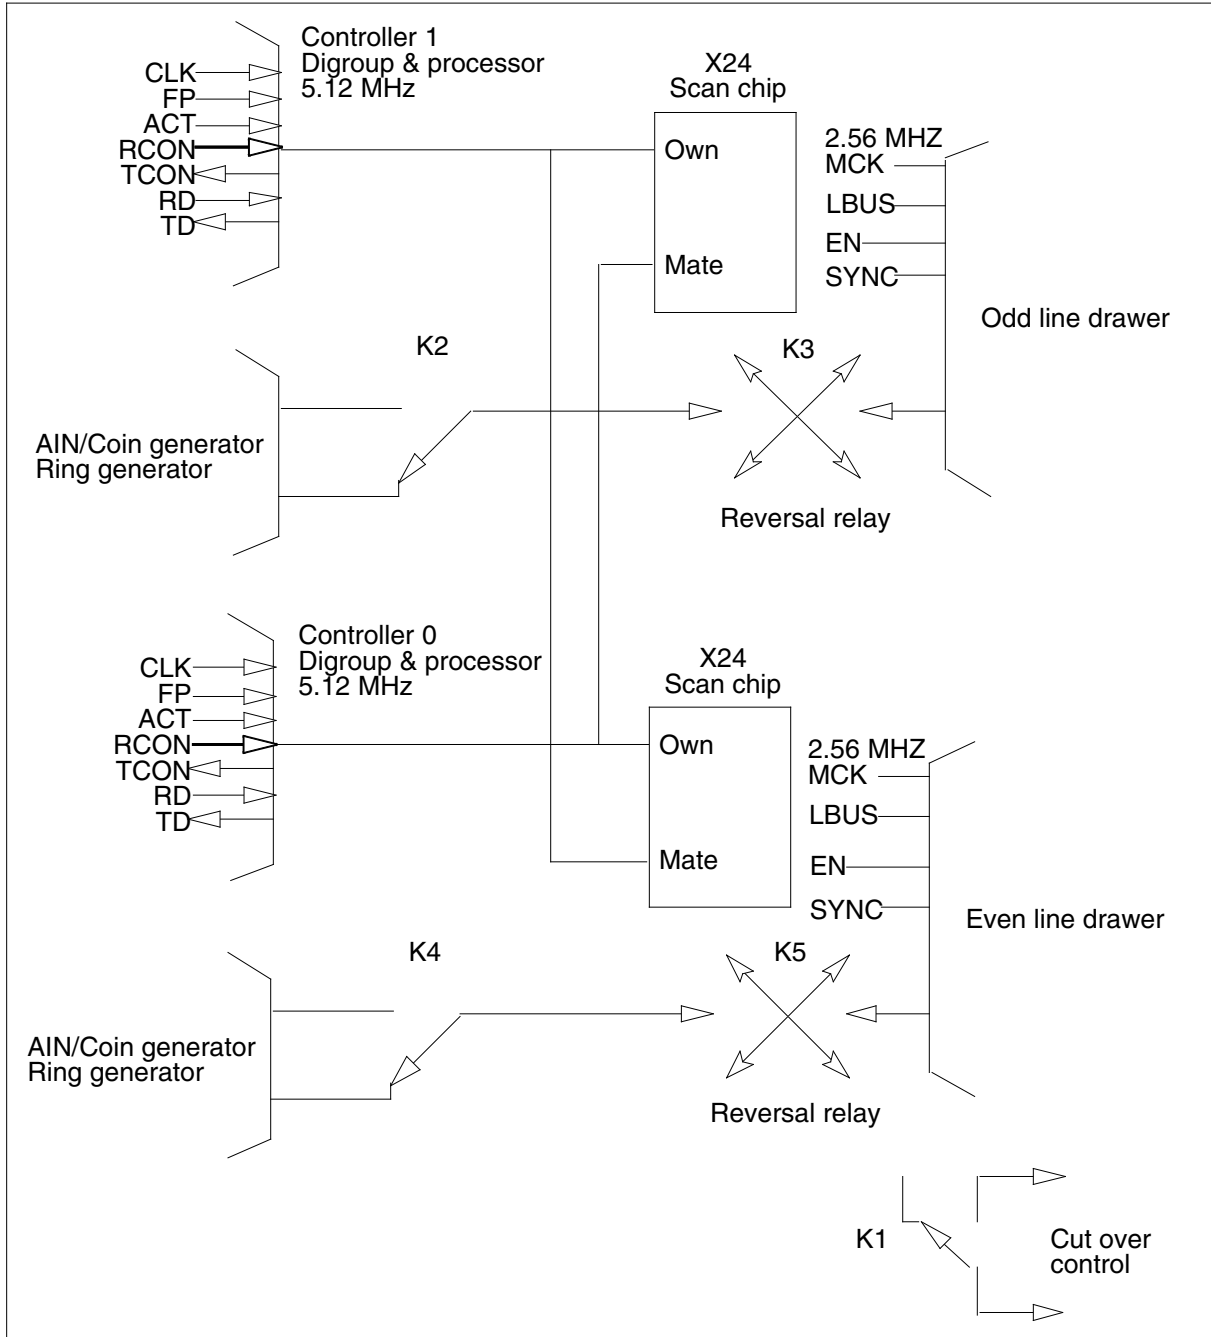 Controller 1
Digroup & processor
5.12 MHz
CLK
FP
ACT
RCON
TCON
RD
TD
X24
Scan chip
Own
Mate
2.56 MHZ
MCK
LBUS
EN
SYNC
Odd line drawer
K2
K3
AIN/Coin generator
Ring generator
Reversal relay
Controller 0
Digroup & processor
5.12 MHz
CLK
FP
ACT
RCON
TCON
RD
TD
X24
Scan chip
Own
Mate
2.56 MHZ
MCK
LBUS
EN
SYNC
Even line drawer
K4
K5
AIN/Coin generator
Ring generator
Reversal relay
K1
Cut over
control